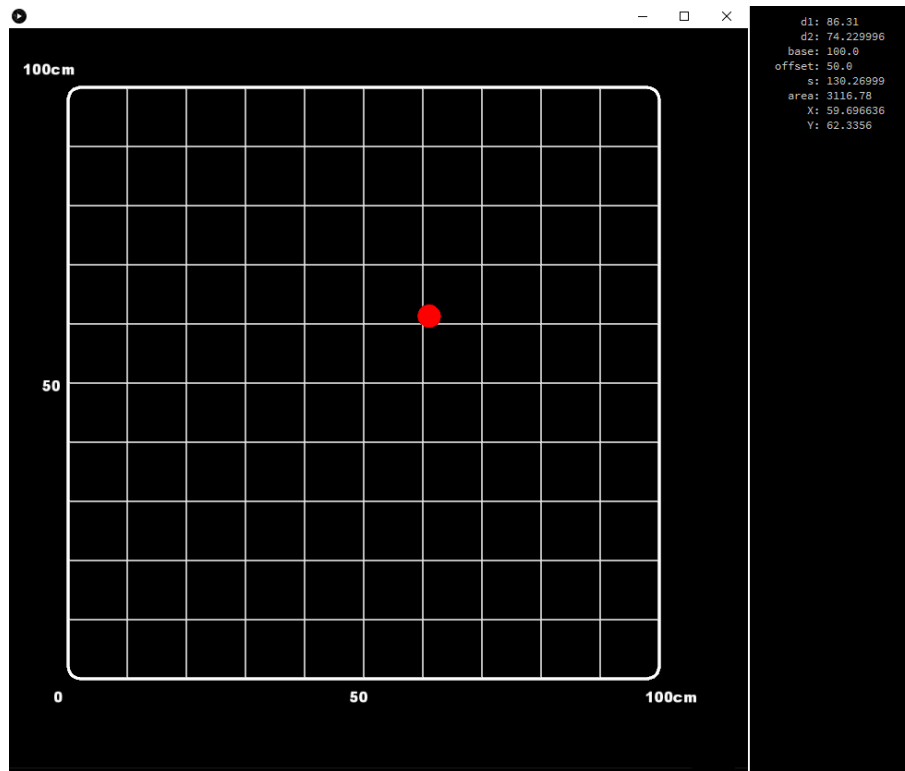 100cm
50
0
50
100cm
d1: 86.31
d2: 74.229996
base: 100.0
offset: 50.0
s: 130.26999
area: 3116.78
X: 59.696636
Y: 62.3356